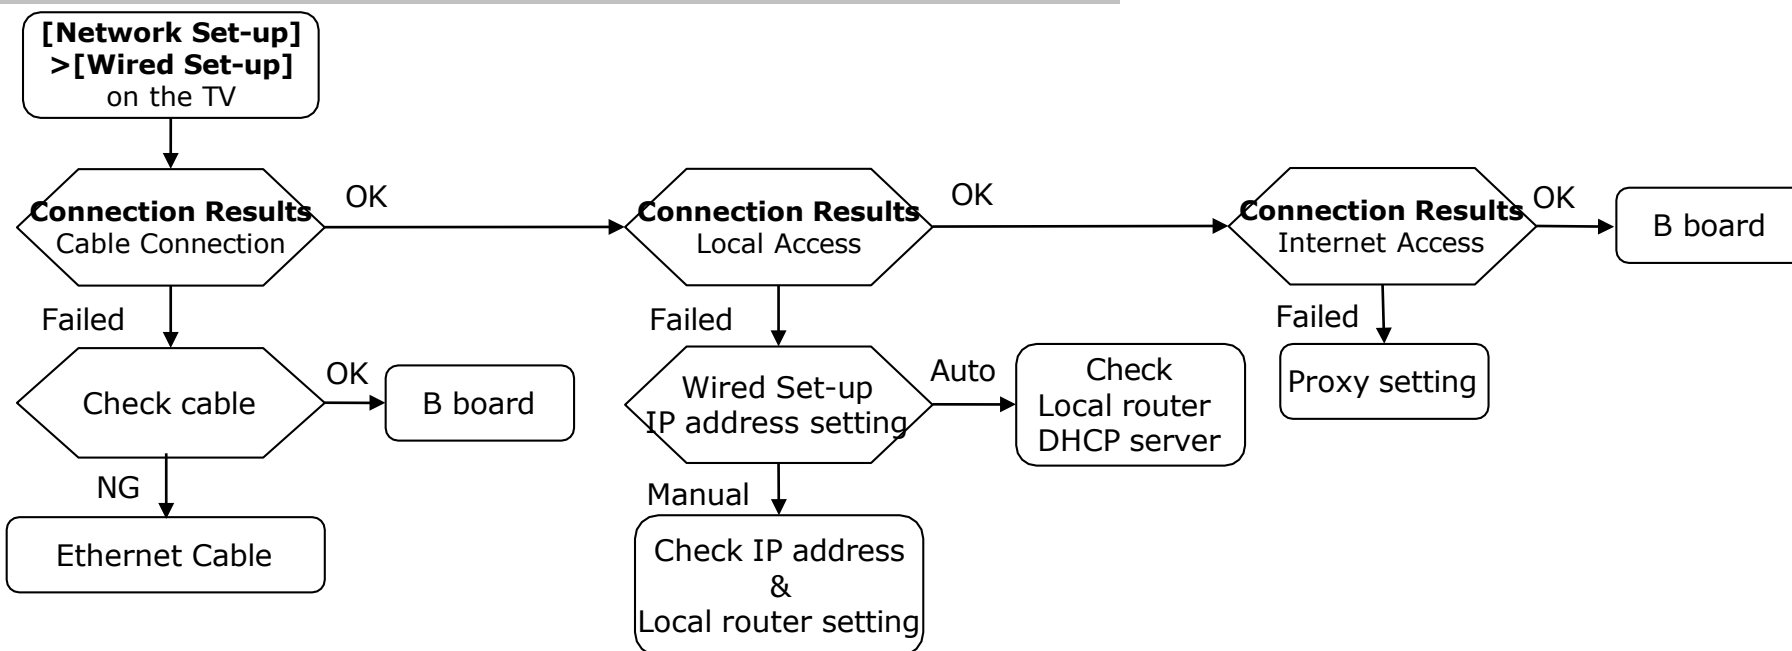 [Network Set-up]
>[Wired Set-up]
on the TV
Connection Results
Cable Connection
OK
Connection Results
Local Access
OK
Connection Results
Internet Access
OK
B board
Failed
Failed
Failed
Check cable
OK
B board
Wired Set-up
IP address setting
Auto
Check
Local router
DHCP server
Proxy setting
NG
Ethernet Cable
Manual
Check IP address
&
Local router setting